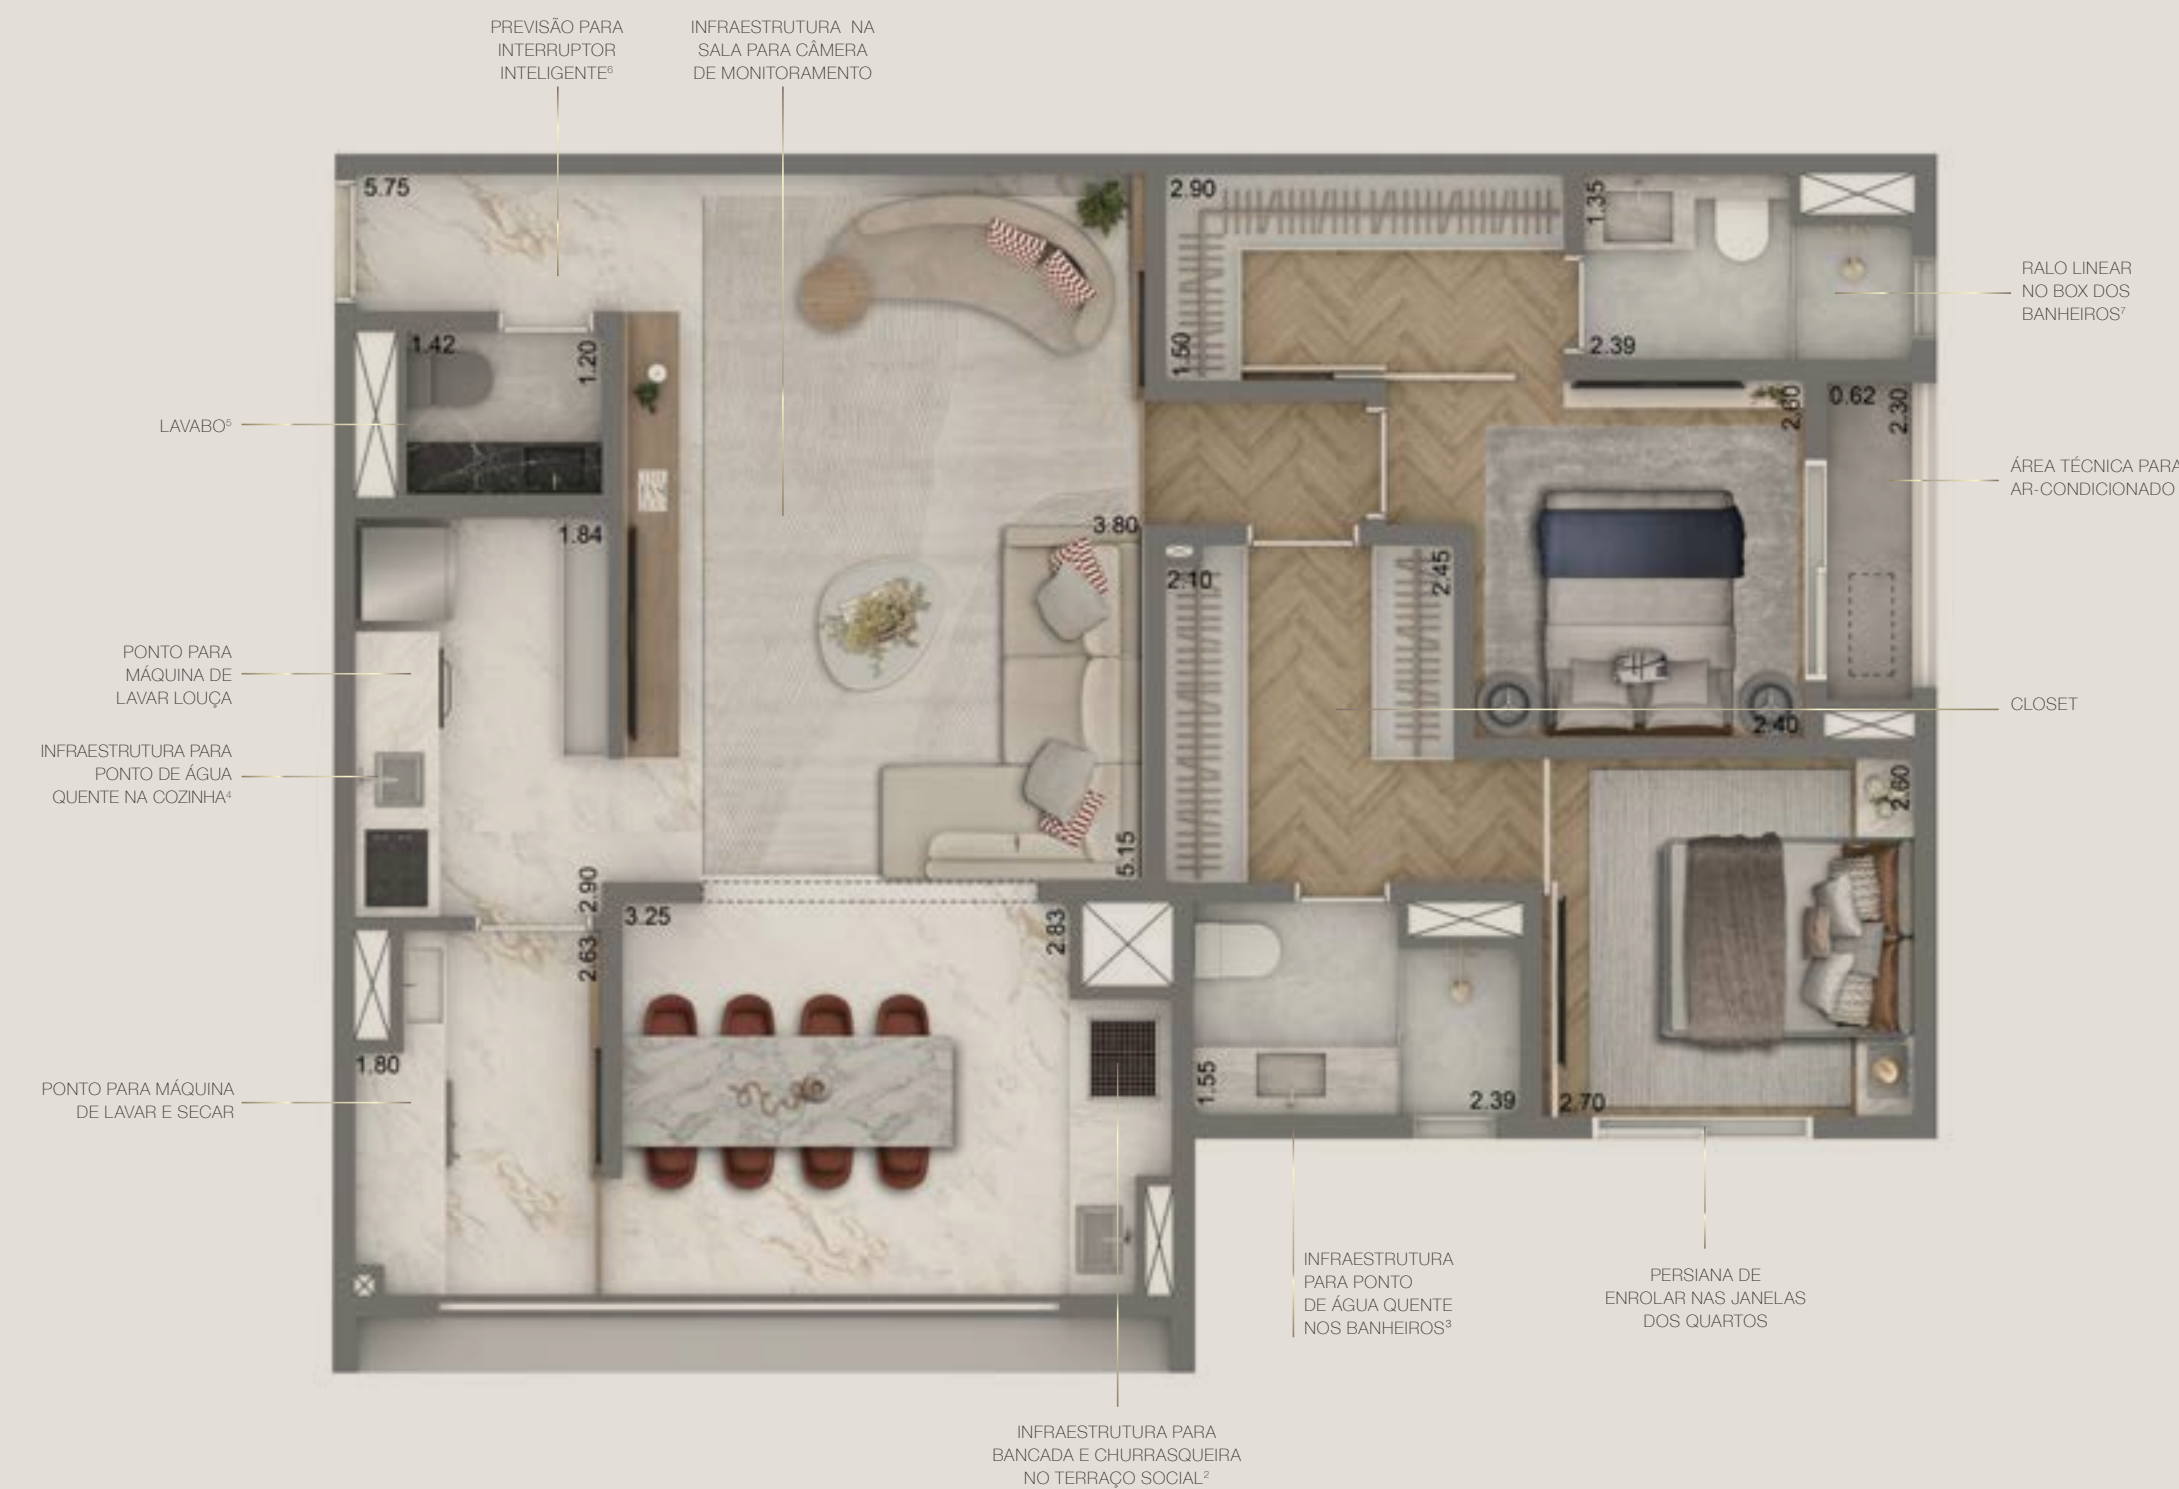 PREVISÃO PARA
INTERRUPTOR
INTELIGENTE⁶
INFRAESTRUTURA NA
SALA PARA CÂMERA
DE MONITORAMENTO
5.75
2.90
1.35
RALO LINEAR
NO BOX DOS
BANHEIROS⁷
1.42
1.20
1.50
2.39
2.60
0.62
2.30
LAVABO⁵
ÁREA TÉCNICA PARA
AR-CONDICIONADO
1.84
3.80
2.10
2.45
PONTO PARA
MÁQUINA DE
LAVAR LOUÇA
CLOSET
2.40
INFRAESTRUTURA PARA
PONTO DE ÁGUA
QUENTE NA COZINHA⁴
2.60
5.15
2.90
3.25
2.83
2.63
1.80
PONTO PARA MÁQUINA
DE LAVAR E SECAR
1.55
2.39
2.70
INFRAESTRUTURA
PARA PONTO
DE ÁGUA QUENTE
NOS BANHEIROS³
PERSIANA DE
ENROLAR NAS JANELAS
DOS QUARTOS
INFRAESTRUTURA PARA
BANCADA E CHURRASQUEIRA
NO TERRAÇO SOCIAL²